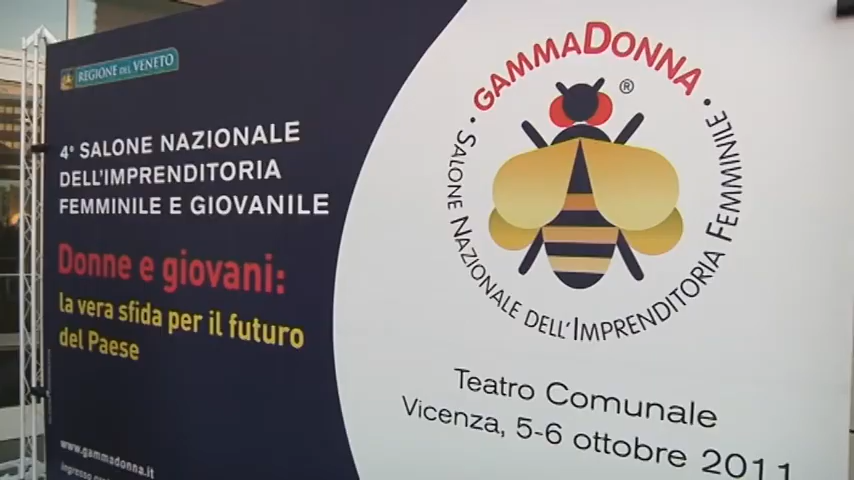 REGIONE DEL VENETO
4° SALONE NAZIONALE
DELL'IMPRENDITORIA
FEMMINILE E GIOVANILE
Donne e giovani:
la vera sfida per il futuro
del Paese
www.gammadonna.it
ingresso
GAMMADONNA
®
• SALONE NAZIONALE DELL'IMPRENDITORIA FEMMINILE •
Teatro Comunale
Vicenza, 5-6 ottobre 2011